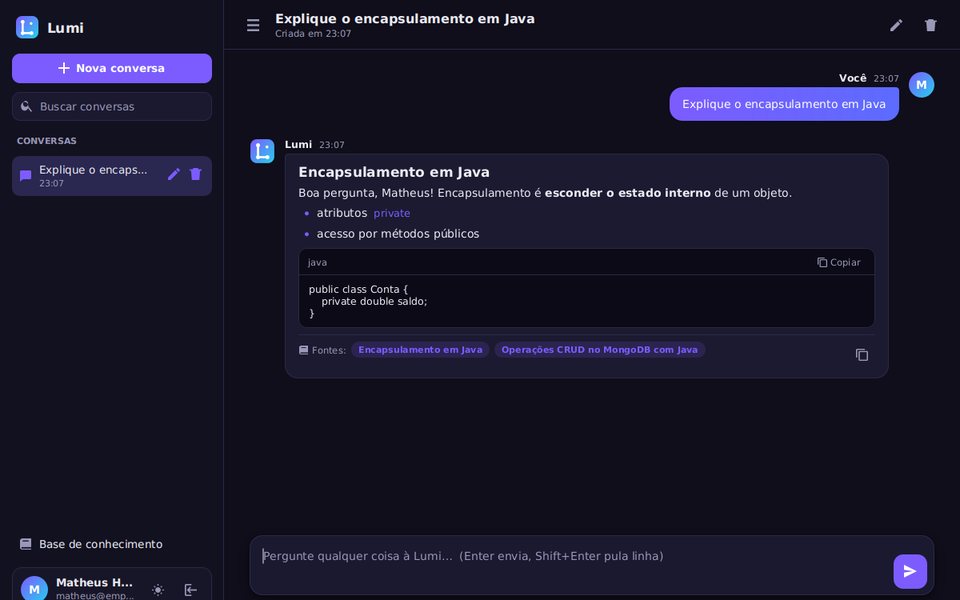 Lumi
Nova conversa
Buscar conversas
CONVERSAS
Explique o encaps...
23:07
Base de conhecimento
M
Matheus H...
matheus@emp...
Explique o encapsulamento em Java
Criada em 23:07
Você 23:07
M
Explique o encapsulamento em Java
Lumi 23:07
Encapsulamento em Java
Boa pergunta, Matheus! Encapsulamento é esconder o estado interno de um objeto.
• atributos private
• acesso por métodos públicos
java Copiar
public class Conta {
    private double saldo;
}
Fontes: Encapsulamento em Java Operações CRUD no MongoDB com Java
Pergunte qualquer coisa à Lumi... (Enter envia, Shift+Enter pula linha)